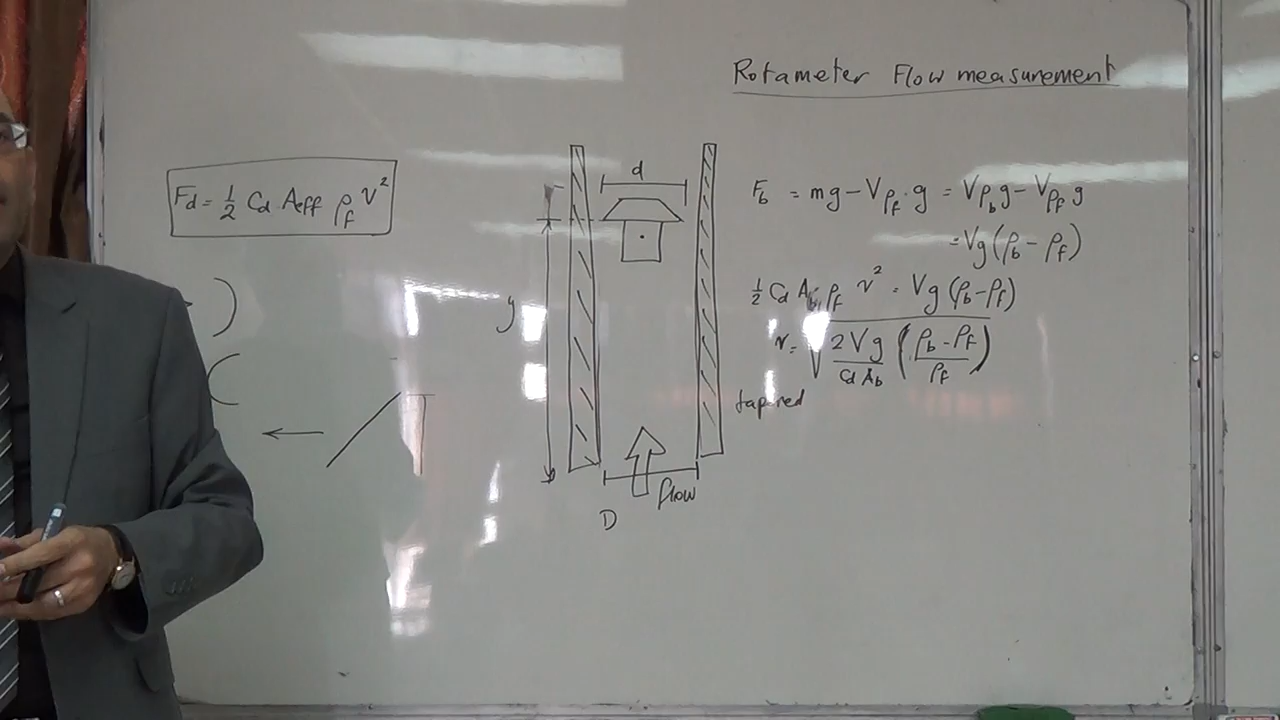 Rotameter Flow measurement
Fd = 1/2 Cd Aeff ρf V²
d
Fb = mg - Vρf·g = Vρb g - Vρf g
= Vg(ρb - ρf)
1/2 Cd Ab ρf v² = Vg(ρb - ρf)
v = √(2Vg/(Cd Ab) (ρb - ρf)/ρf)
y
tapered
flow
D